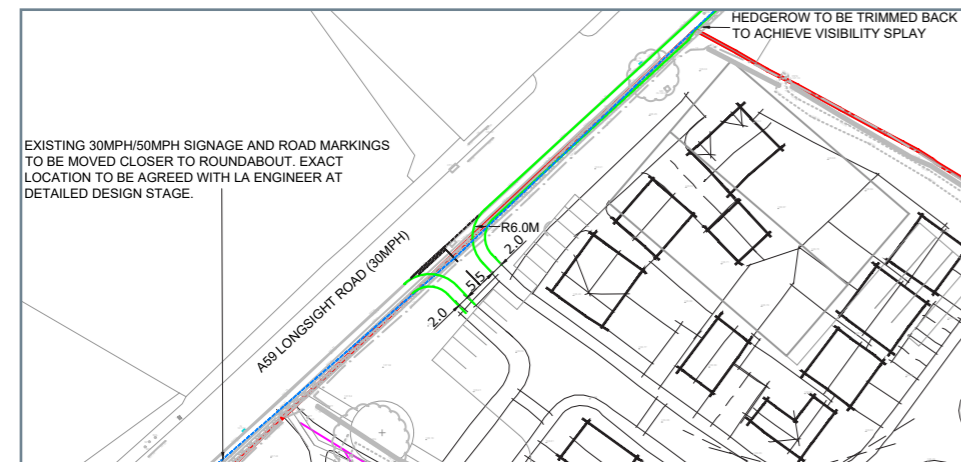 HEDGEROW TO BE TRIMMED BACK
TO ACHIEVE VISIBILITY SPLAY
EXISTING 30MPH/50MPH SIGNAGE AND ROAD MARKINGS
TO BE MOVED CLOSER TO ROUNDABOUT. EXACT
LOCATION TO BE AGREED WITH LA ENGINEER AT
DETAILED DESIGN STAGE.
R6.0M
2.0
5.5
2.0
A59 LONGSIGHT ROAD (30MPH)